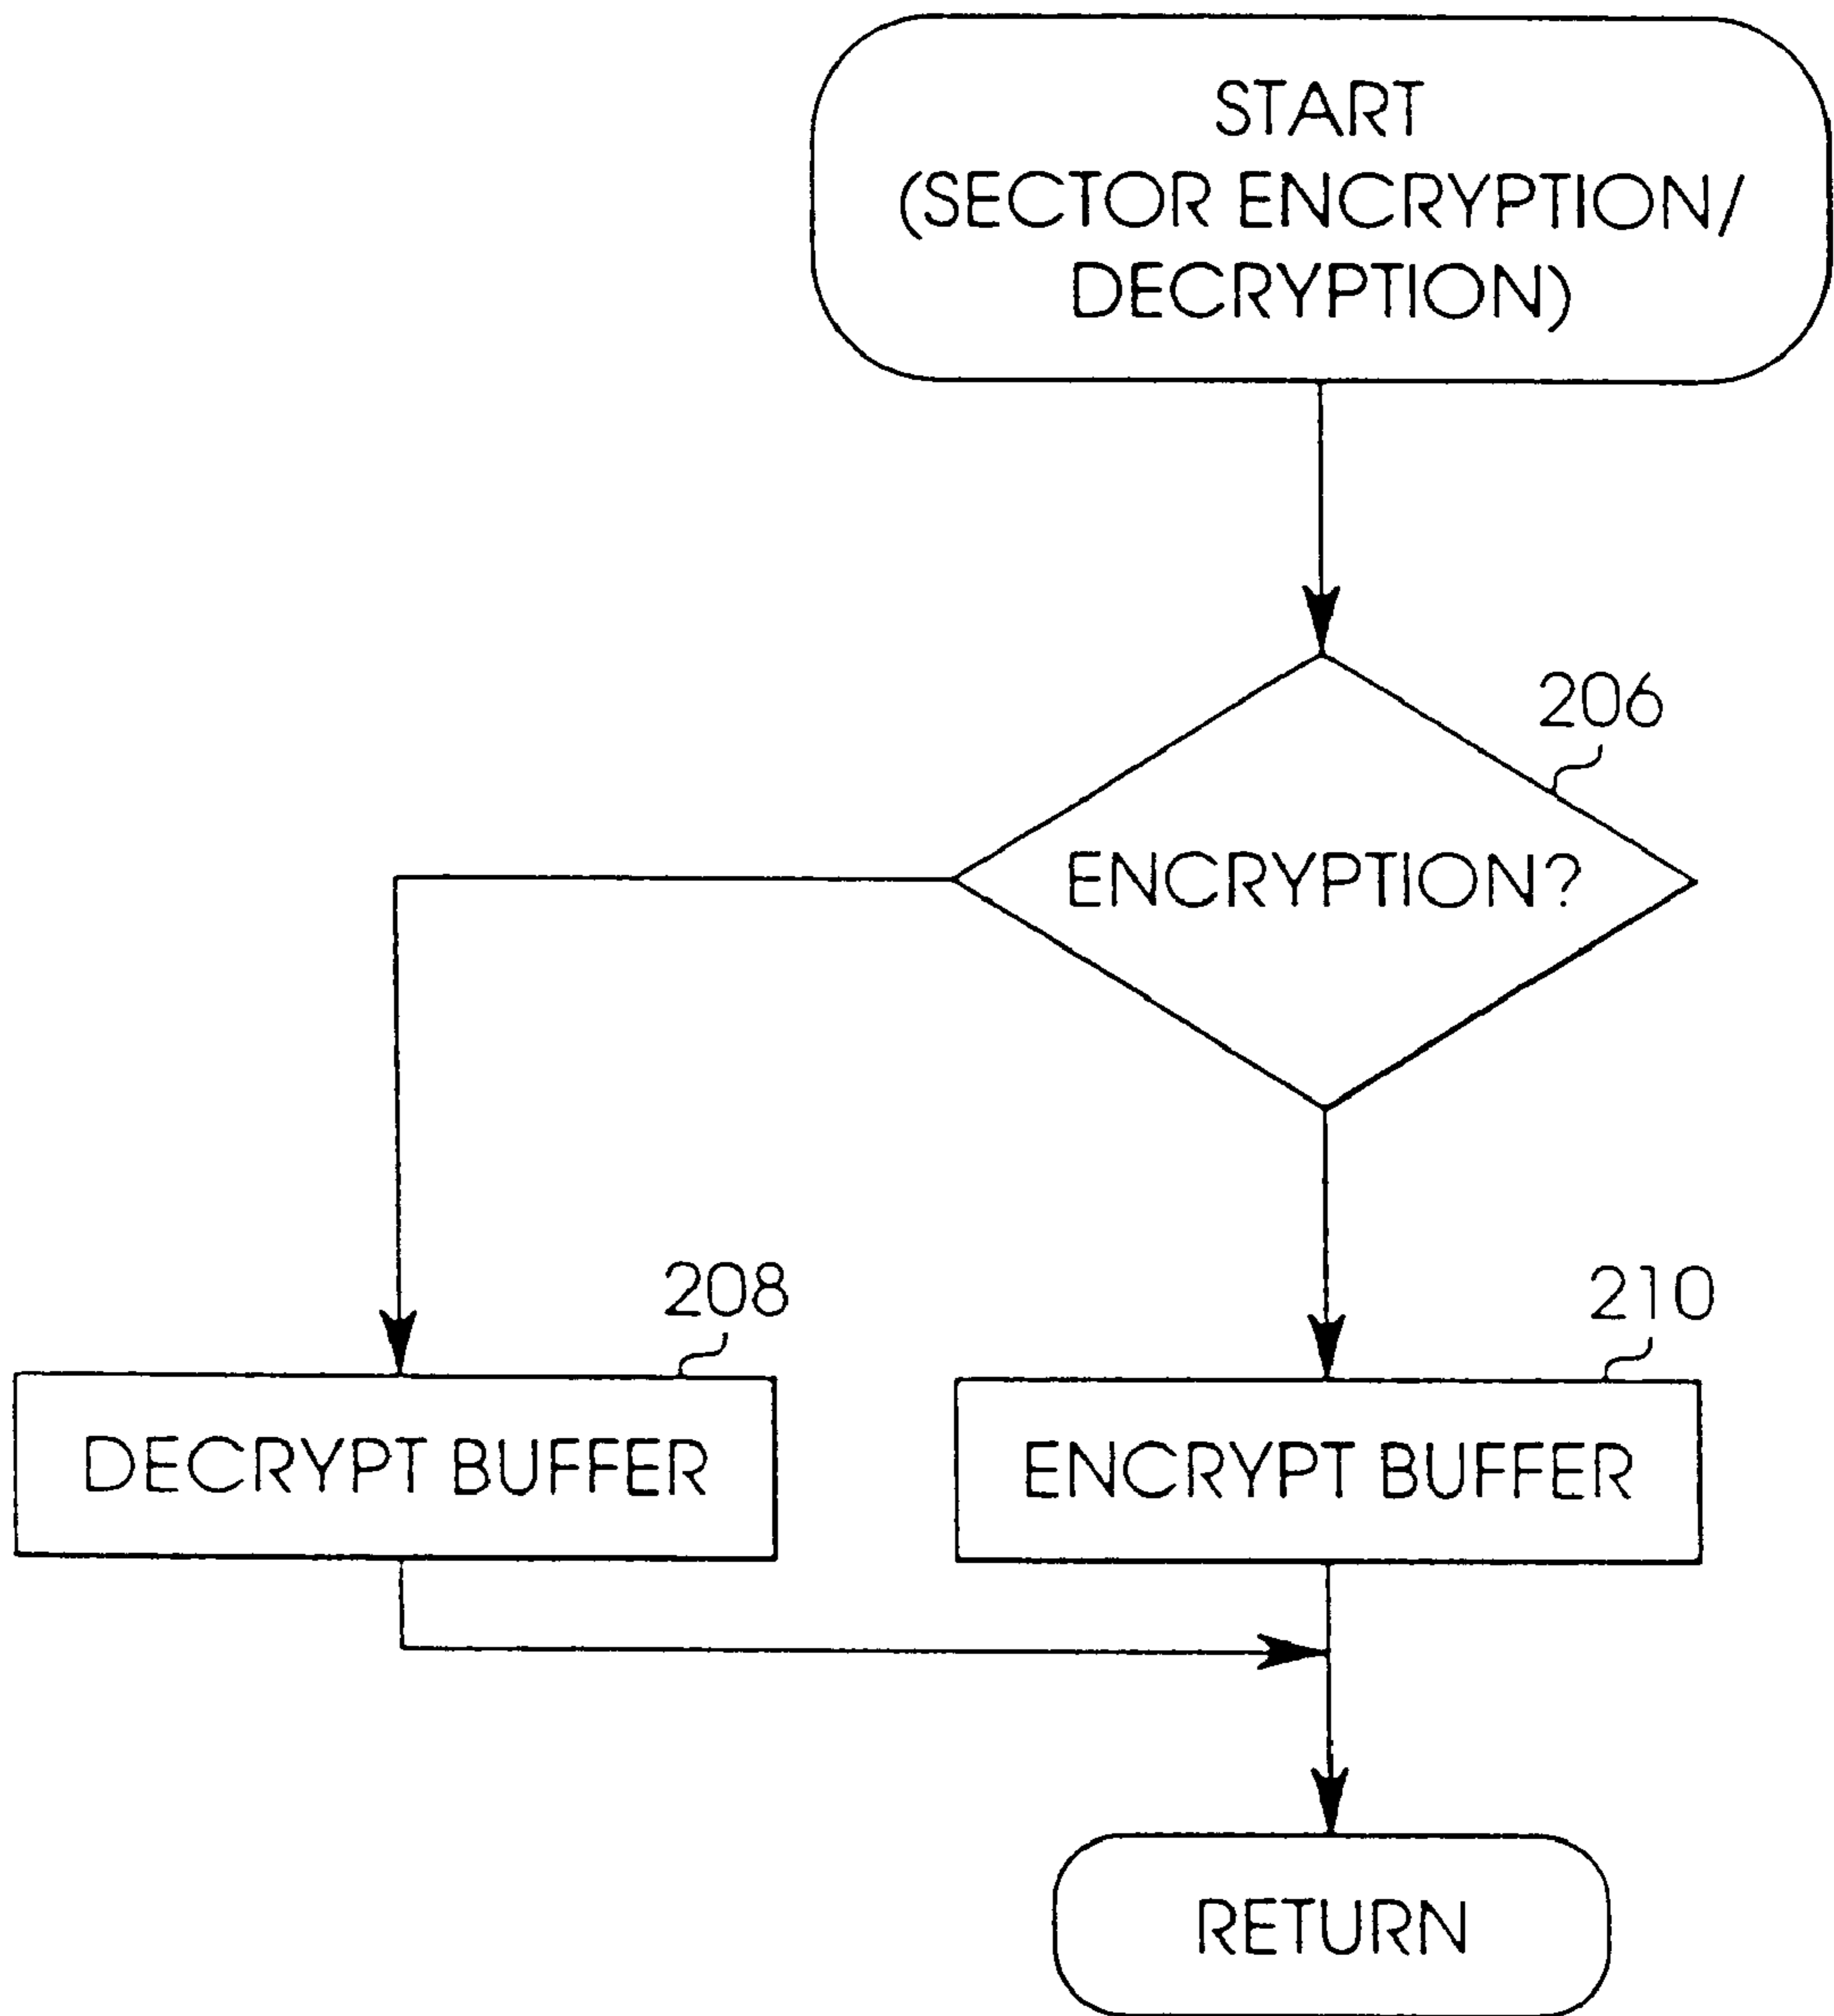 START
(SECTOR ENCRYPTION/
DECRYPTION)
206
ENCRYPTION?
208
210
DECRYPT BUFFER
ENCRYPT BUFFER
RETURN